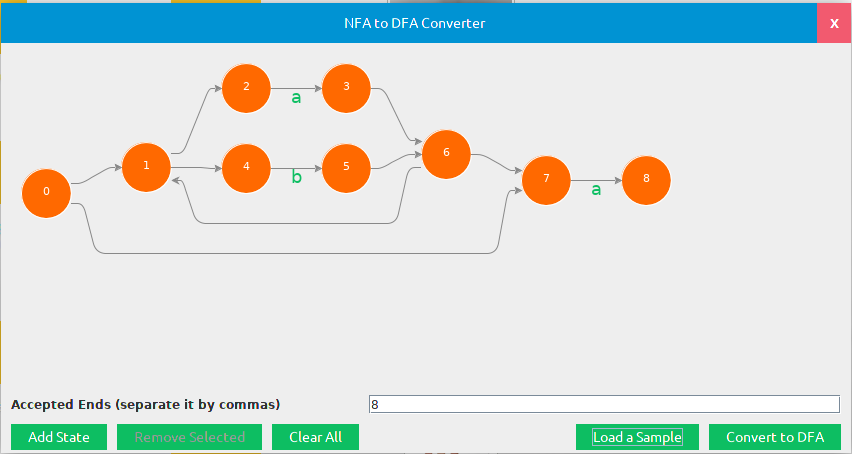 NFA to DFA Converter
X
2
a
3
1
4
b
5
6
0
7
a
8
Accepted Ends (separate it by commas)
8
Add State
Remove Selected
Clear All
Load a Sample
Convert to DFA